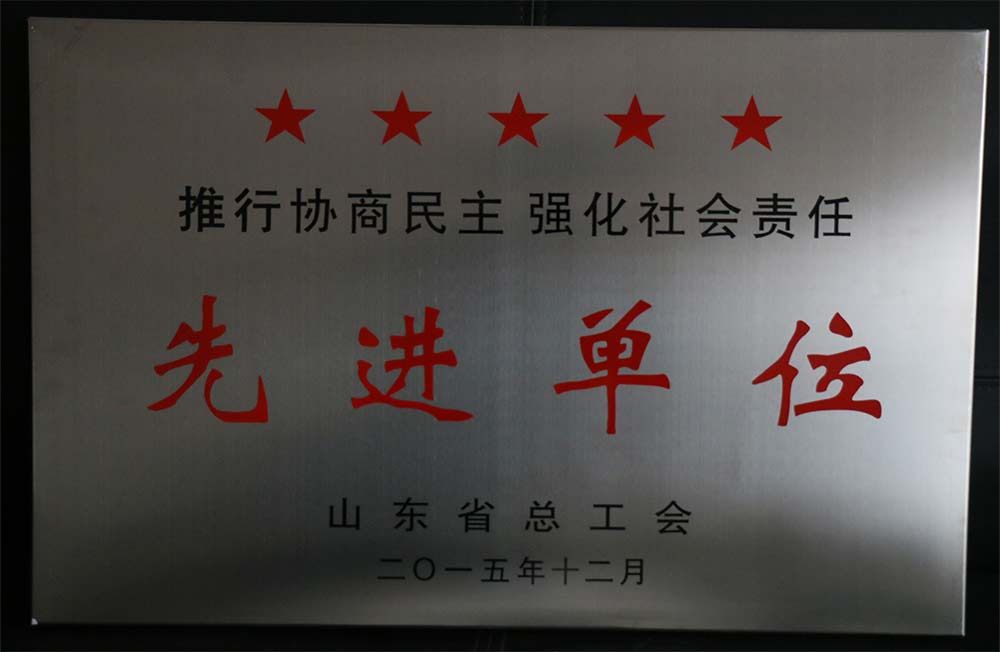 推行协商民主 强化社会责任
先进单位
山东省总工会
二〇一五年十二月